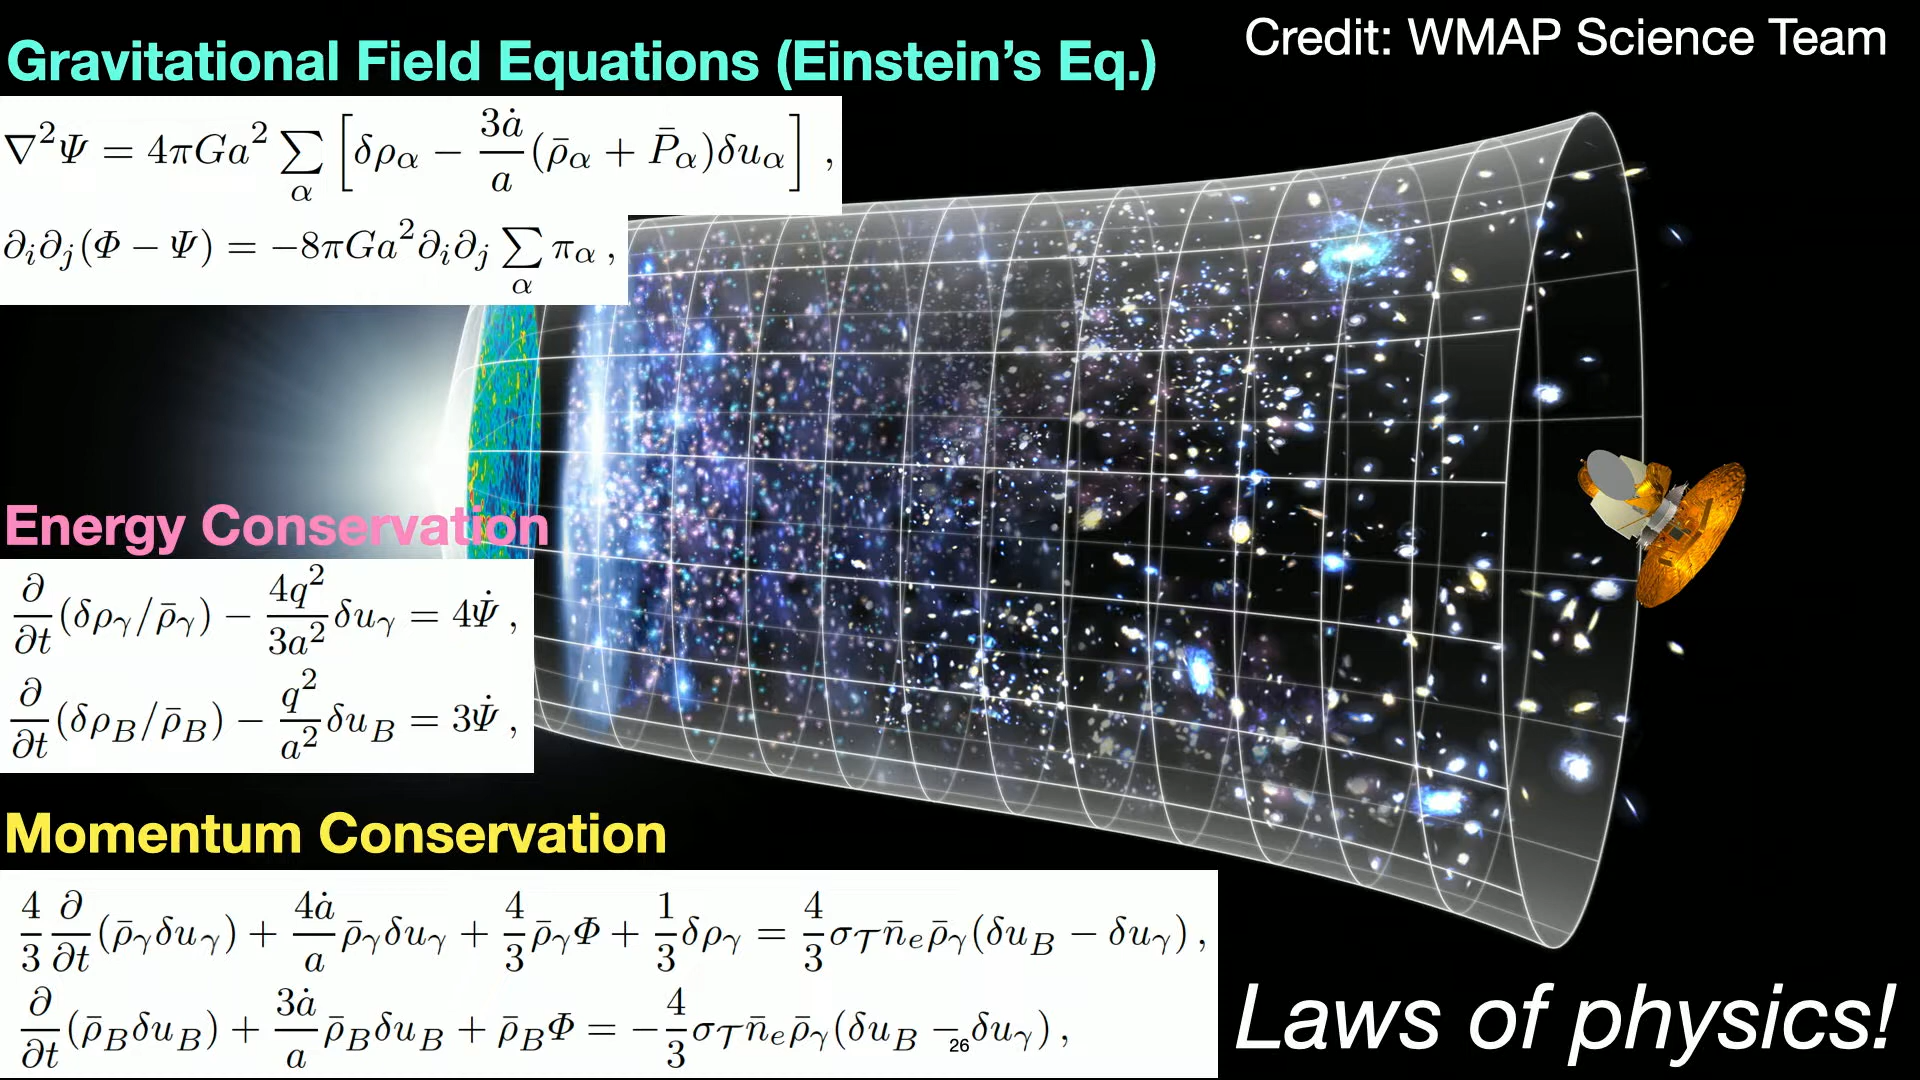 Gravitational Field Equations (Einstein's Eq.)
Credit: WMAP Science Team
∇²Ψ = 4πGa² ∑_α [δρ_α − (3ȧ/a)(ρ̄_α + P̄_α)δu_α] ,
∂_i∂_j(Φ − Ψ) = −8πGa²∂_i∂_j ∑_α π_α ,
Energy Conservation
∂/∂t (δρ_γ/ρ̄_γ) − (4q²/3a²) δu_γ = 4Ψ̇ ,
∂/∂t (δρ_B/ρ̄_B) − (q²/a²) δu_B = 3Ψ̇ ,
Momentum Conservation
4/3 ∂/∂t (ρ̄_γδu_γ) + (4ȧ/a) ρ̄_γδu_γ + 4/3 ρ̄_γΦ + 1/3 δρ_γ = 4/3 σ_𝒯 n̄_e ρ̄_γ(δu_B − δu_γ) ,
∂/∂t (ρ̄_Bδu_B) + (3ȧ/a) ρ̄_Bδu_B + ρ̄_BΦ = −4/3 σ_𝒯 n̄_e ρ̄_γ(δu_B − δu_γ) ,
26
Laws of physics!